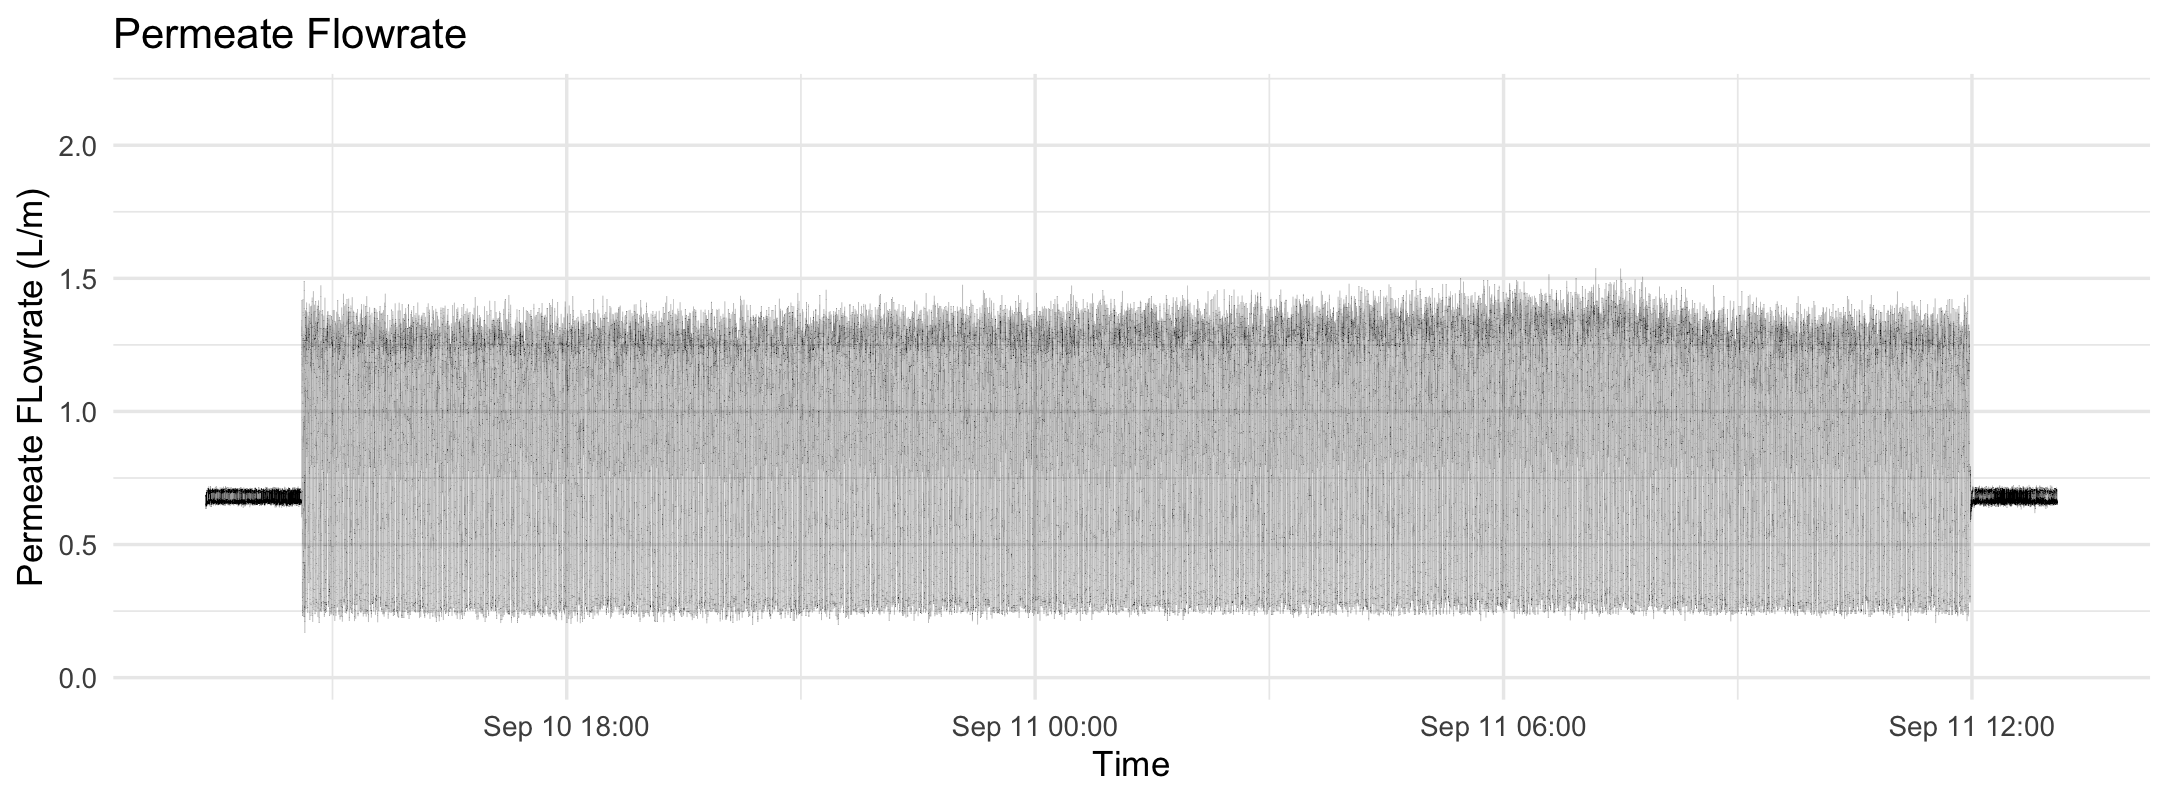 Permeate Flowrate
Permeate FLowrate (L/m)
2.0
1.5
1.0
0.5
0.0
Sep 10 18:00
Sep 11 00:00
Sep 11 06:00
Sep 11 12:00
Time